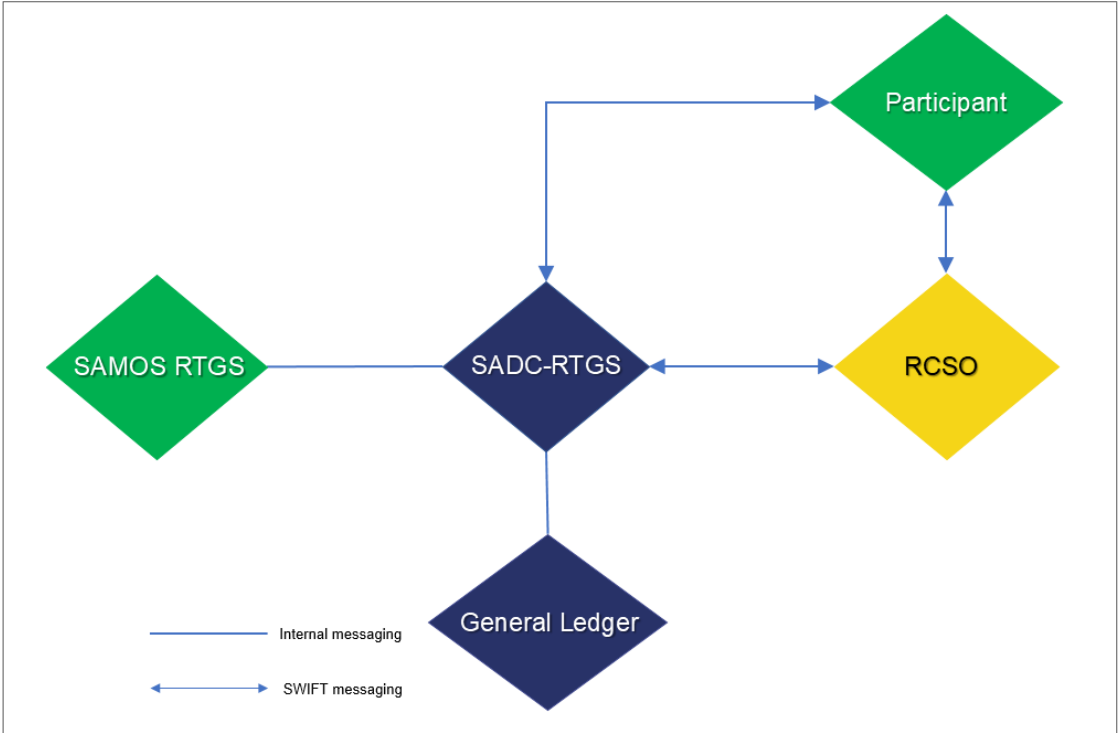 Participant
SAMOS RTGS
SADC-RTGS
RCSO
General Ledger
Internal messaging
SWIFT messaging